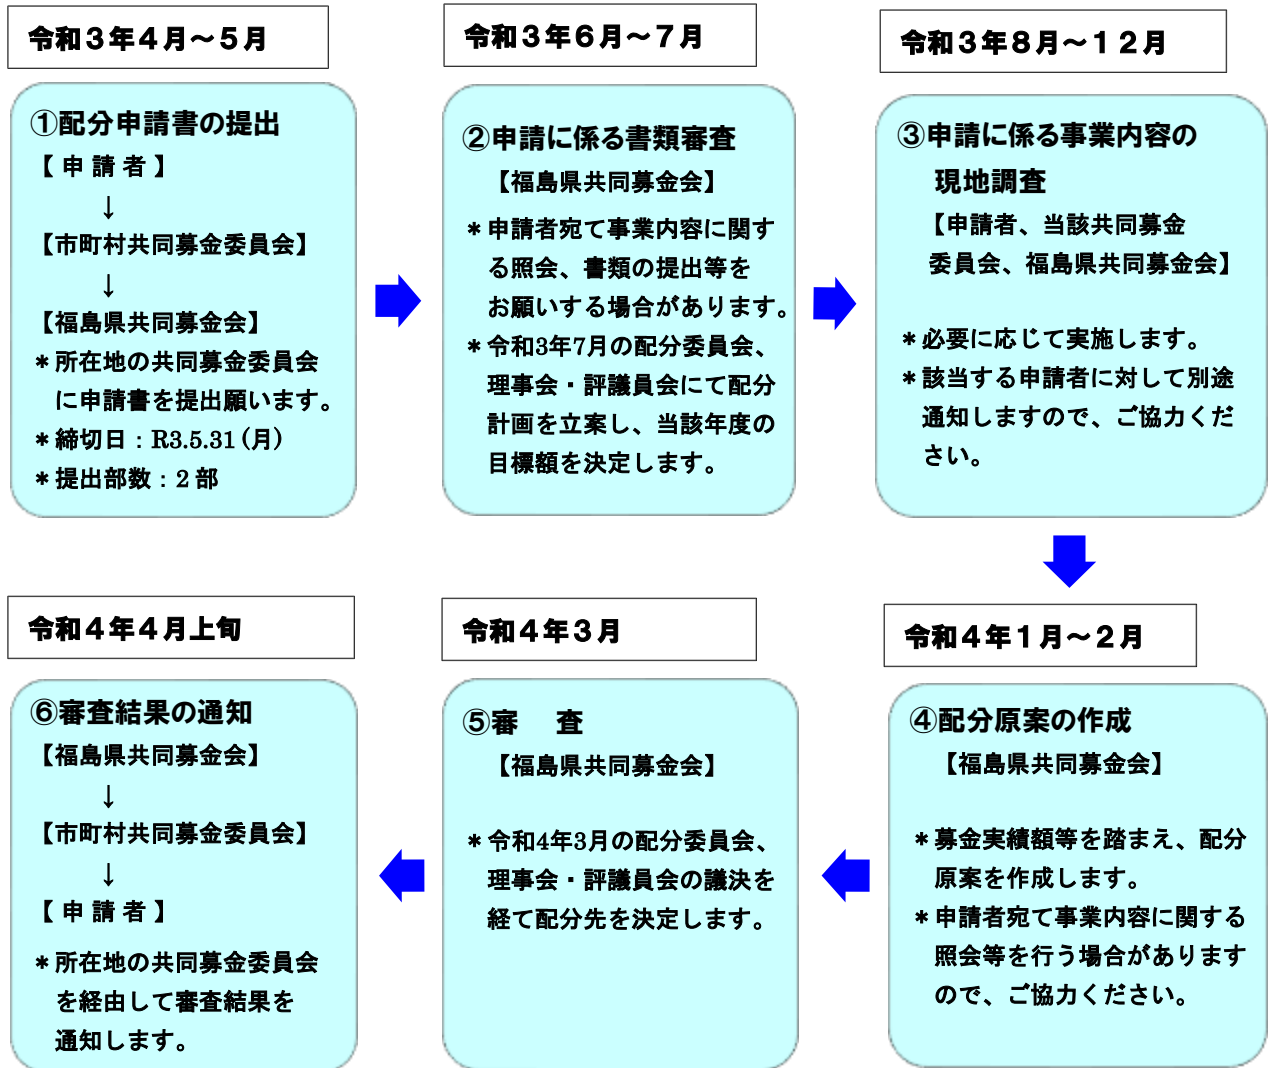 令和３年４月～５月
①配分申請書の提出
【 申 請 者 】
↓
【市町村共同募金委員会】
↓
【福島県共同募金会】
＊所在地の共同募金委員会
に申請書を提出願います。
＊締切日：R3.5.31(月)
＊提出部数：2 部
令和３年６月～７月
②申請に係る書類審査
【福島県共同募金会】
＊申請者宛て事業内容に関す
る照会、書類の提出等を
お願いする場合があります。
＊令和3年7月の配分委員会、
理事会・評議員会にて配分
計画を立案し、当該年度の
目標額を決定します。
令和３年８月～１２月
③申請に係る事業内容の
現地調査
【申請者、当該共同募金
委員会、福島県共同募金会】
＊必要に応じて実施します。
＊該当する申請者に対して別途
通知しますので、ご協力くだ
さい。
令和４年１月～２月
④配分原案の作成
【福島県共同募金会】
＊募金実績額等を踏まえ、配分
原案を作成します。
＊申請者宛て事業内容に関する
照会等を行う場合があります
ので、ご協力ください。
令和４年３月
⑤審　査
【福島県共同募金会】
＊令和4年3月の配分委員会、
理事会・評議員会の議決を
経て配分先を決定します。
令和４年４月上旬
⑥審査結果の通知
【福島県共同募金会】
↓
【市町村共同募金委員会】
↓
【 申 請 者 】
＊所在地の共同募金委員会
を経由して審査結果を
通知します。